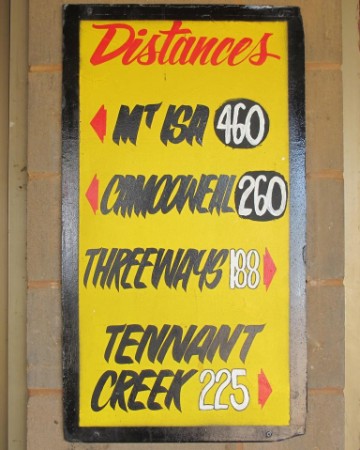 Distances
MT ISA 460
CAMOOWEAL 260
THREEWAYS 188
TENNANT
CREEK 225